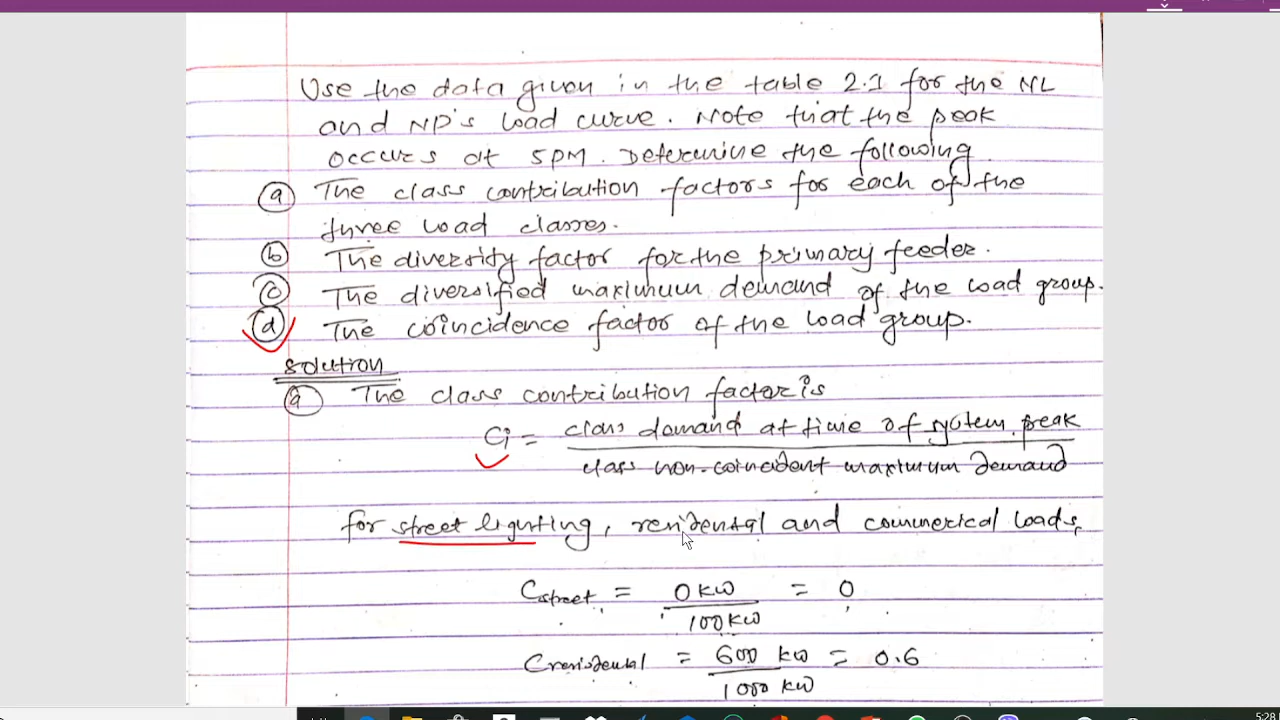 Use the data given in the table 2.1 for the NL
and NP's load curve. Note that the peak
occurs at 5PM. Determine the following
(a) The class contribution factors for each of the
three load classes.
(b) The diversity factor for the primary feeder.
(c) The diversified maximum demand of the load group.
(d) The coincidence factor of the load group.
solution
(a) The class contribution factor is
Ci = class demand at time of system peak
class non-coincident maximum demand
for street lighting, residental and commerical loads,
Cstreet = 0 kW / 100 kW = 0
Cresidental = 600 kW / 1000 kW = 0.6
5:28